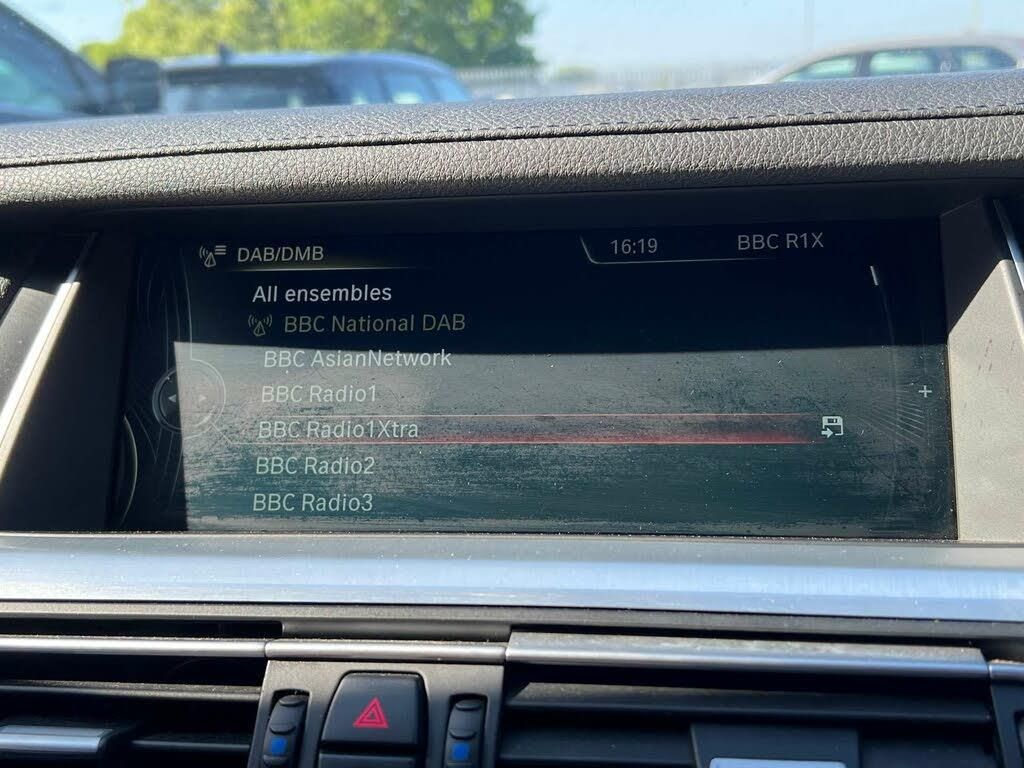 DAB/DMB
16:19
BBC R1X
All ensembles
BBC National DAB
BBC AsianNetwork
BBC Radio1
BBC Radio1Xtra
BBC Radio2
BBC Radio3